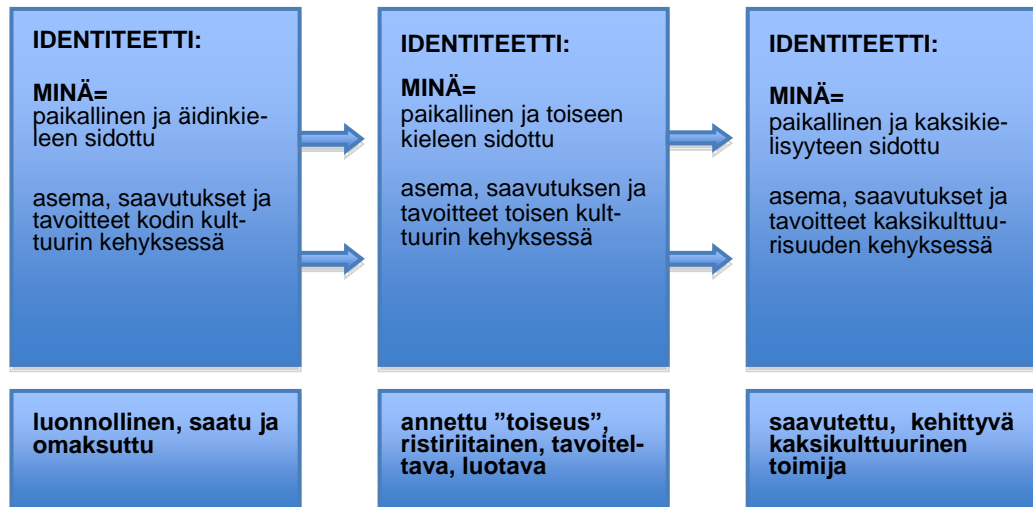 IDENTITEETTI:
MINÄ=
paikallinen ja äidinkie-
leen sidottu
asema, saavutukset ja
tavoitteet kodin kult-
tuurin kehyksessä
IDENTITEETTI:
MINÄ=
paikallinen ja toiseen
kieleen sidottu
asema, saavutuksen ja
tavoitteet toisen kult-
tuurin kehyksessä
IDENTITEETTI:
MINÄ=
paikallinen ja kaksikie-
lisyyteen sidottu
asema, saavutukset ja
tavoitteet kaksikulttuu-
risuuden kehyksessä
luonnollinen, saatu ja
omaksuttu
annettu ”toiseus”,
ristiriitainen, tavoitel-
tava, luotava
saavutettu, kehittyvä
kaksikulttuurinen
toimija